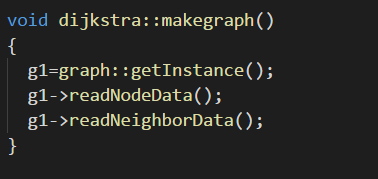 void dijkstra::makegraph()
{
  g1=graph::getInstance();
  g1->readNodeData();
  g1->readNeighborData();
}